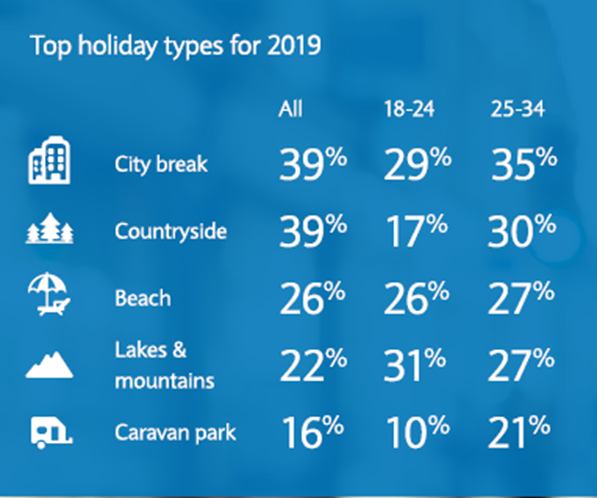 Top holiday types for 2019
All 18-24 25-34
City break 39% 29% 35%
Countryside 39% 17% 30%
Beach 26% 26% 27%
Lakes &
mountains 22% 31% 27%
Caravan park 16% 10% 21%